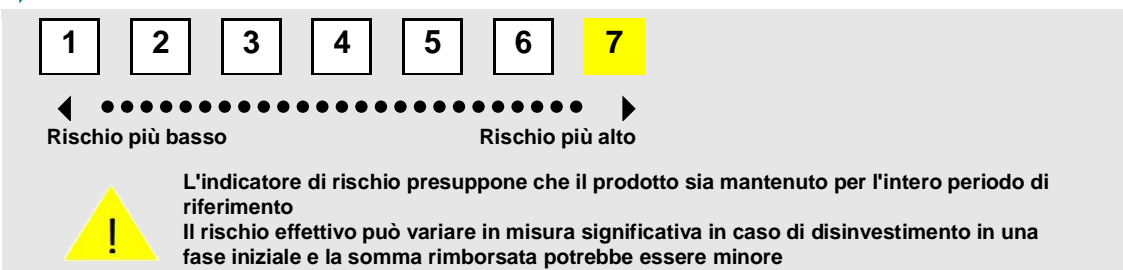 1 2 3 4 5 6 7
Rischio più basso Rischio più alto
L'indicatore di rischio presuppone che il prodotto sia mantenuto per l'intero periodo di
riferimento
Il rischio effettivo può variare in misura significativa in caso di disinvestimento in una
fase iniziale e la somma rimborsata potrebbe essere minore
!